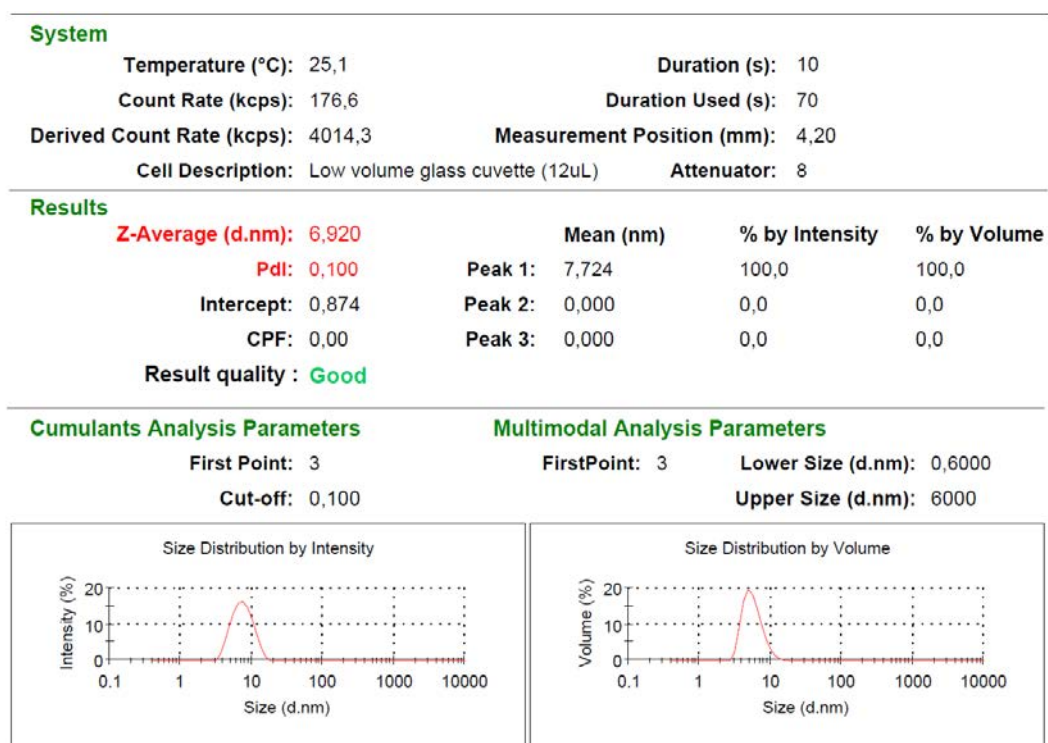 System
Temperature (°C): 25,1 Duration (s): 10
Count Rate (kcps): 176,6 Duration Used (s): 70
Derived Count Rate (kcps): 4014,3 Measurement Position (mm): 4,20
Cell Description: Low volume glass cuvette (12uL) Attenuator: 8
Results
Z-Average (d.nm): 6,920 Mean (nm) % by Intensity % by Volume
PdI: 0,100 Peak 1: 7,724 100,0 100,0
Intercept: 0,874 Peak 2: 0,000 0,0 0,0
CPF: 0,00 Peak 3: 0,000 0,0 0,0
Result quality : Good
Cumulants Analysis Parameters Multimodal Analysis Parameters
First Point: 3 FirstPoint: 3 Lower Size (d.nm): 0,6000
Cut-off: 0,100 Upper Size (d.nm): 6000
Size Distribution by Intensity
Intensity (%)
20
10
0
0.1 1 10 100 1000 10000
Size (d.nm)
Size Distribution by Volume
Volume (%)
20
10
0
0.1 1 10 100 1000 10000
Size (d.nm)